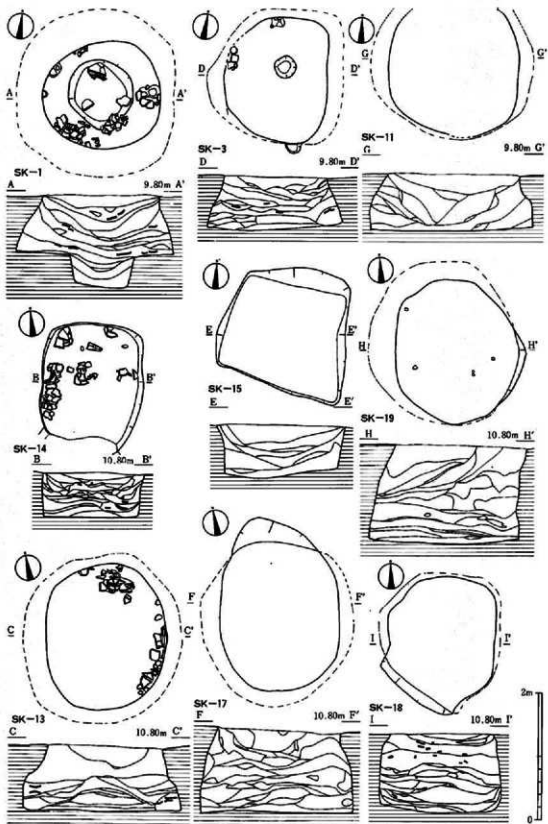 A A'
SK-1
A 9.80m A'
D D'
SK-3
D 9.80m D'
G G'
SK-11
G 9.80m G'
B B'
SK-14
B 10.80m B'
E E'
SK-15
E E'
H H'
SK-19
H 10.80m H'
C C'
SK-13
C 10.80m C'
F F'
SK-17
F 10.80m F'
I I'
SK-18
I 10.80m I'
2m
0